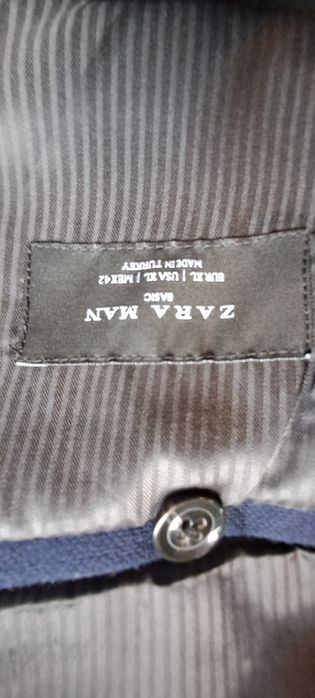 ZARA MAN
BASIC
EUR XL | USA XL / MEX 42
MADE IN TURKEY